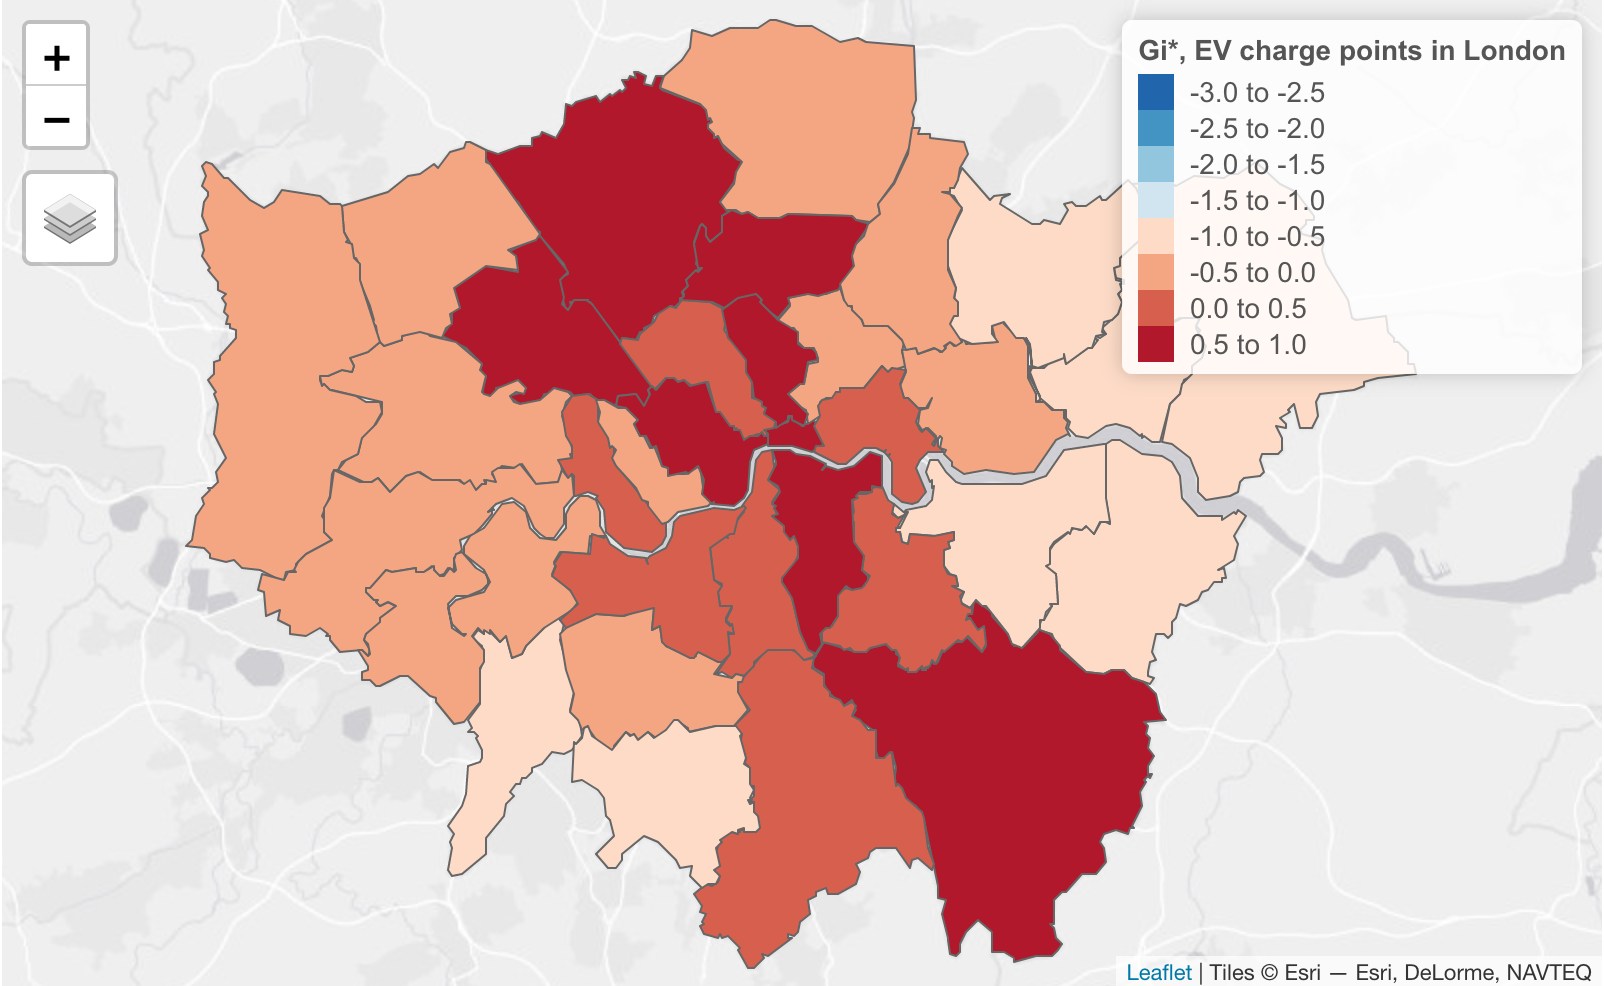 +
−
Gi*, EV charge points in London
-3.0 to -2.5
-2.5 to -2.0
-2.0 to -1.5
-1.5 to -1.0
-1.0 to -0.5
-0.5 to 0.0
0.0 to 0.5
0.5 to 1.0
Leaflet | Tiles © Esri — Esri, DeLorme, NAVTEQ